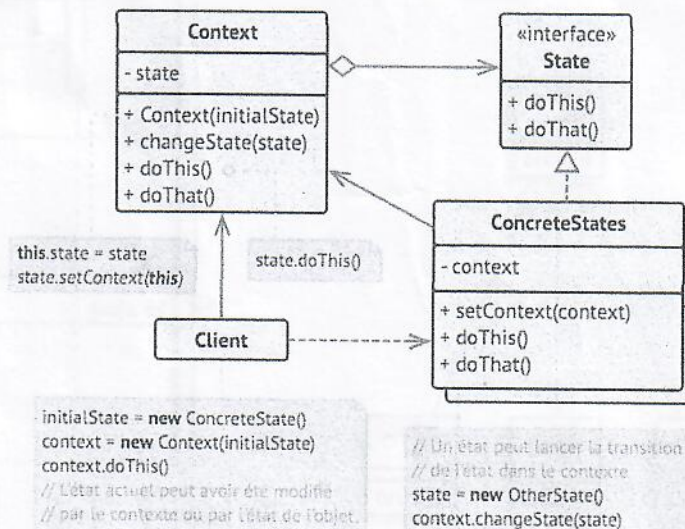 Context
- state
+ Context(initialState)
+ changeState(state)
+ doThis()
+ doThat()
«interface»
State
+ doThis()
+ doThat()
ConcreteStates
- context
+ setContext(context)
+ doThis()
+ doThat()
this.state = state
state.setContext(this)
state.doThis()
Client
initialState = new ConcreteState()
context = new Context(initialState)
context.doThis()
// L'état actuel peut avoir été modifié
// par le contexte ou par l'état de l'objet.
// Un état peut lancer la transition
// de l'état dans le contexte
state = new OtherState()
context.changeState(state)